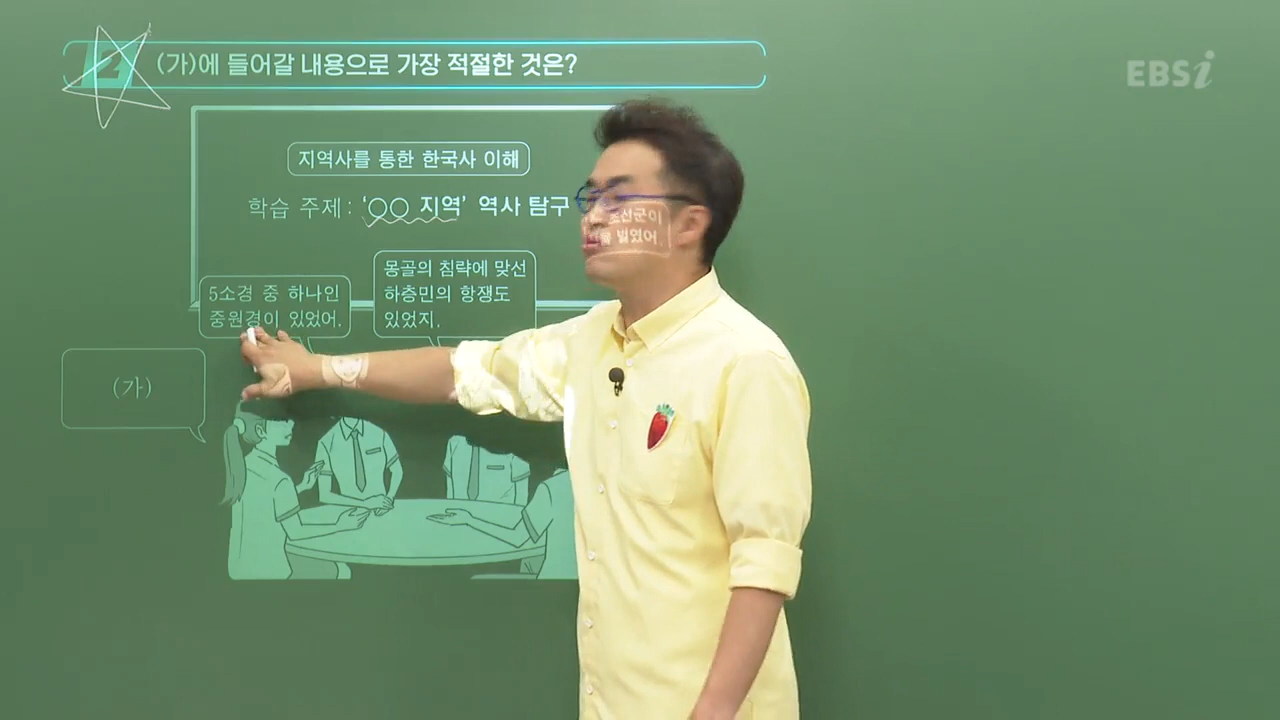 2 (가)에 들어갈 내용으로 가장 적절한 것은?
EBSi
지역사를 통한 한국사 이해
학습 주제 : ‘○○ 지역’ 역사 탐구
5소경 중 하나인
중원경이 있었어.
몽골의 침략에 맞선
하층민의 항쟁도
있었지.
조선군이
벌였어.
(가)